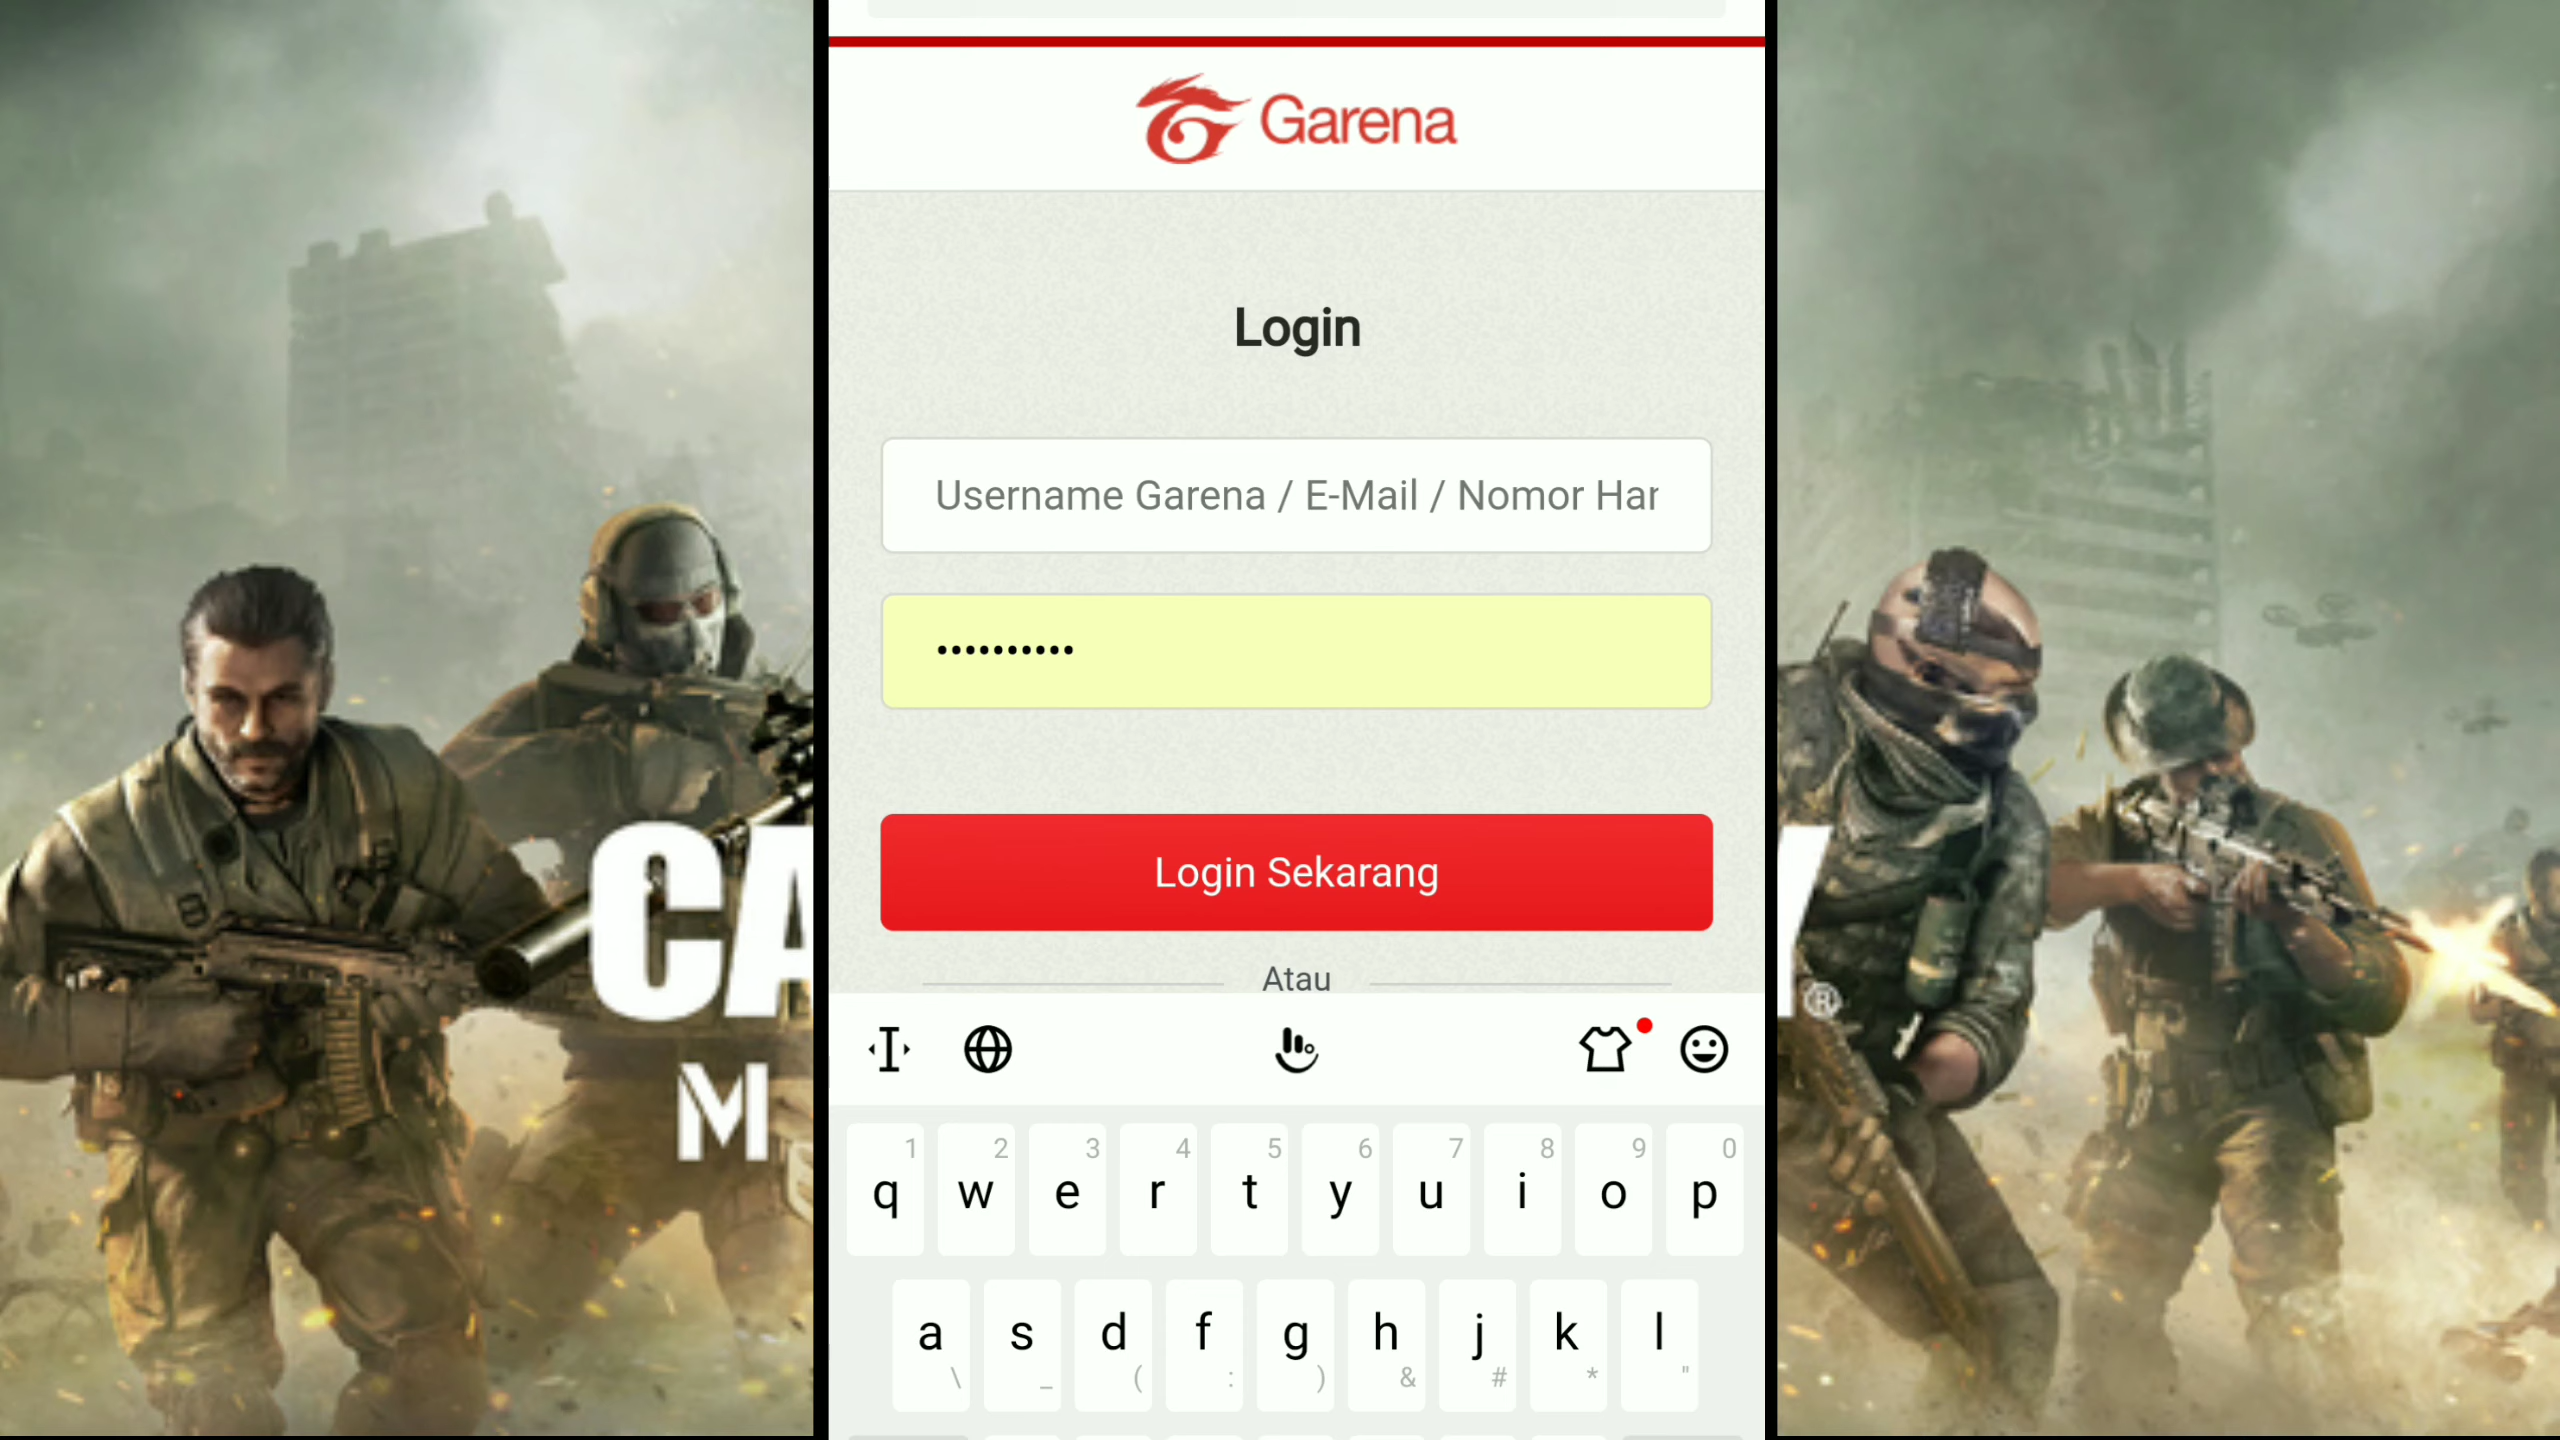 Garena
Login
Username Garena / E-Mail / Nomor Har
••••••••••
Login Sekarang
Atau
CA
M
®
1 2 3 4 5 6 7 8 9 0
q w e r t y u i o p
a s d f g h j k l
\ _ ( : ) & # * "